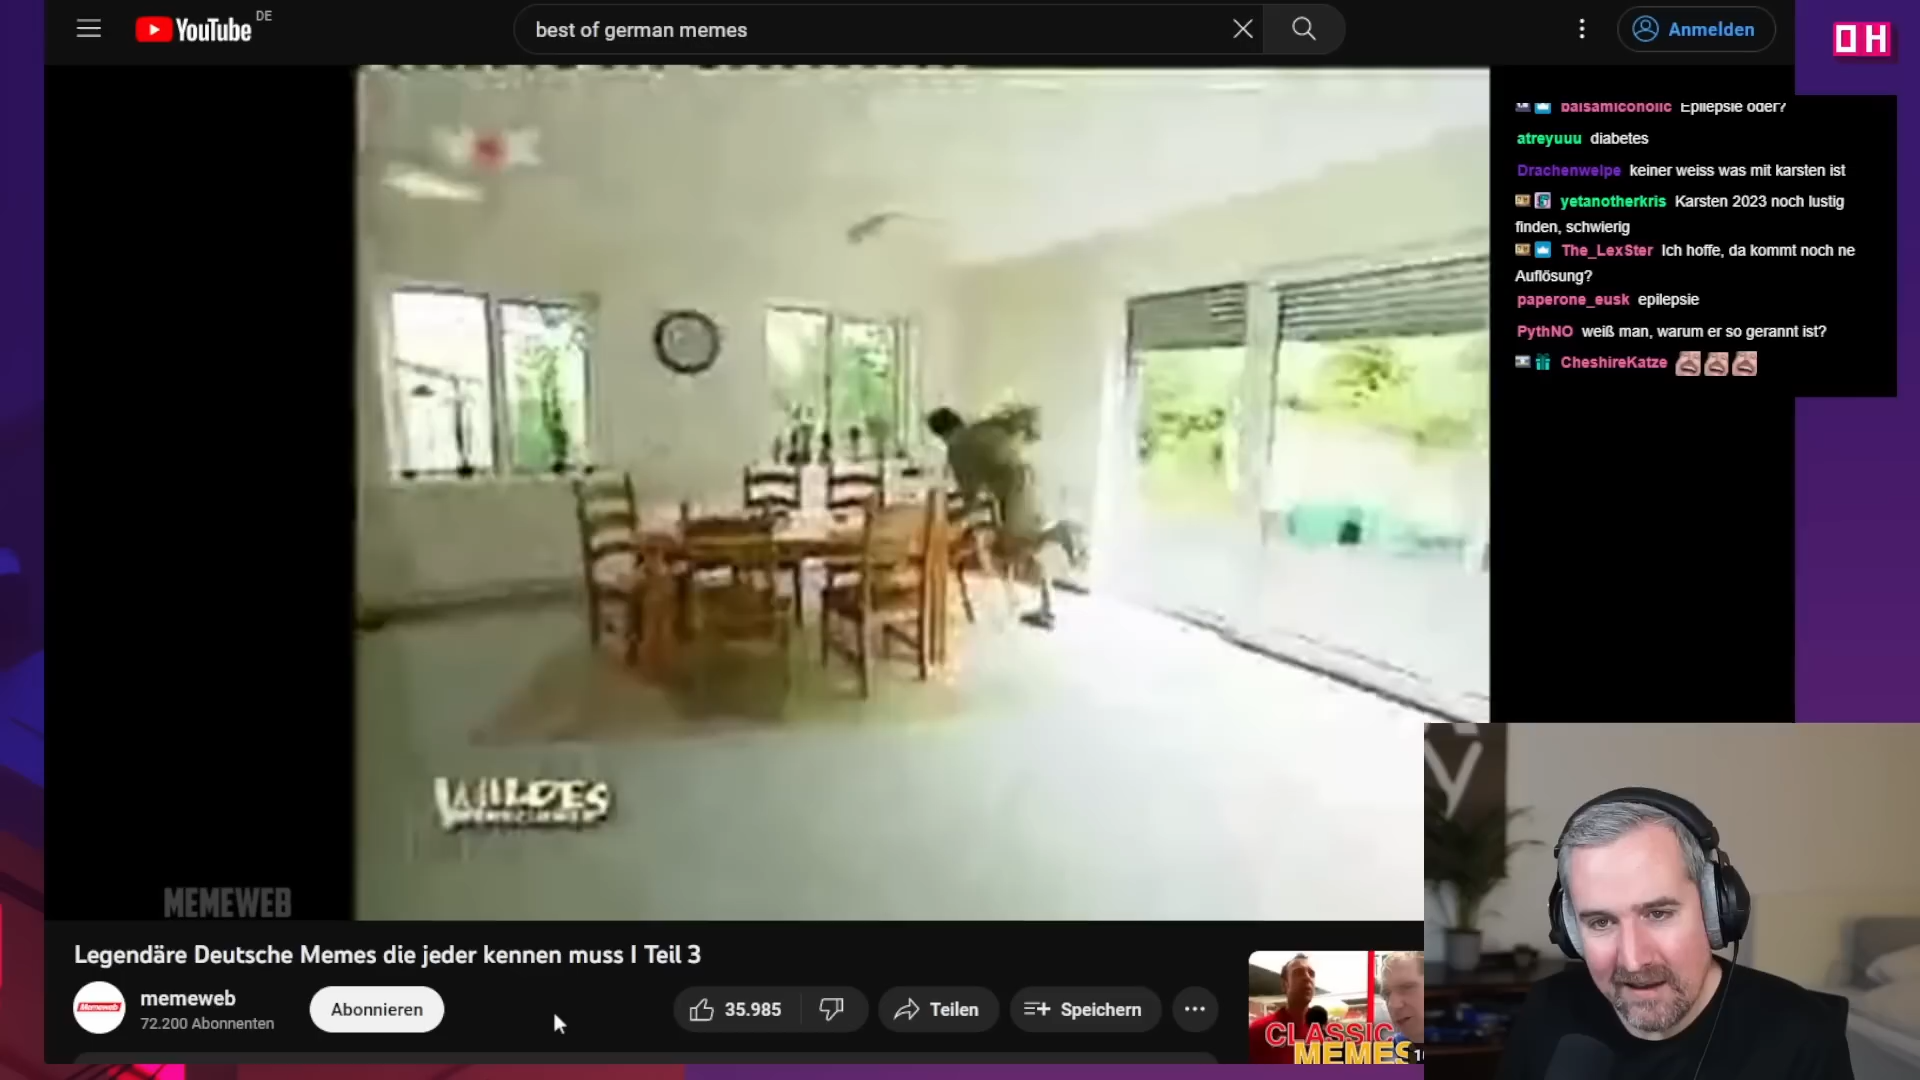 YouTube DE
best of german memes
Anmelden
OH
balsamicoholic Epilepsie oder?
atreyuuu diabetes
Drachenwelpe keiner weiss was mit karsten ist
yetanotherkris Karsten 2023 noch lustig
finden, schwierig
The_LexSter Ich hoffe, da kommt noch ne
Auflösung?
paperone_eusk epilepsie
PythNO weiß man, warum er so gerannt ist?
CheshireKatze
WILDES
MEMEWEB
Legendäre Deutsche Memes die jeder kennen muss I Teil 3
memeweb
72.200 Abonnenten
Abonnieren
35.985
Teilen
Speichern
CLASSIC
MEMES